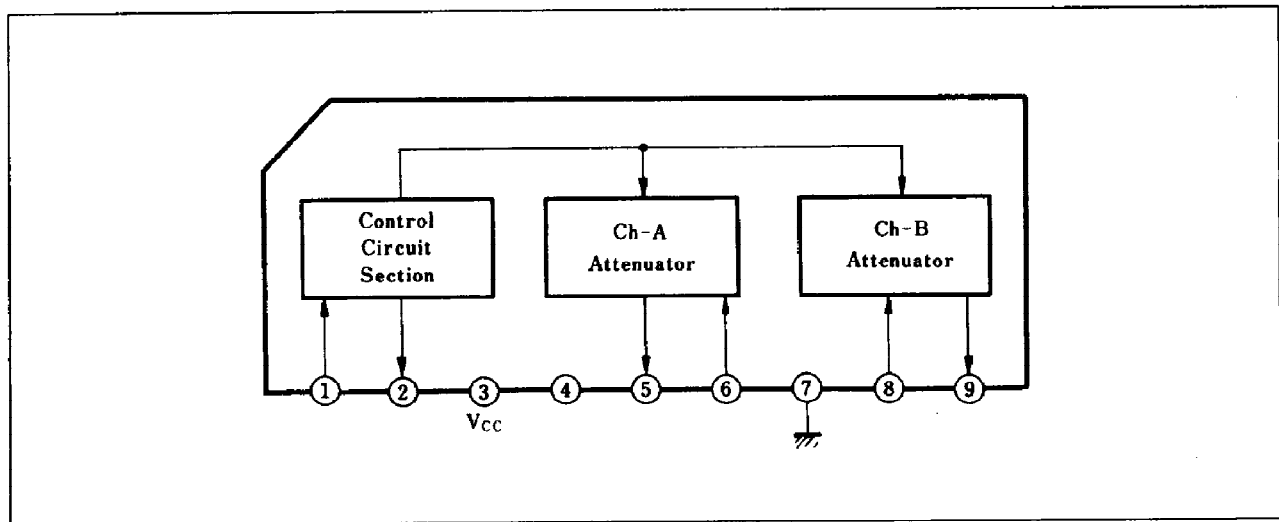 Control
Circuit
Section
Ch-A
Attenuator
Ch-B
Attenuator
1 2 3 4 5 6 7 8 9
VCC